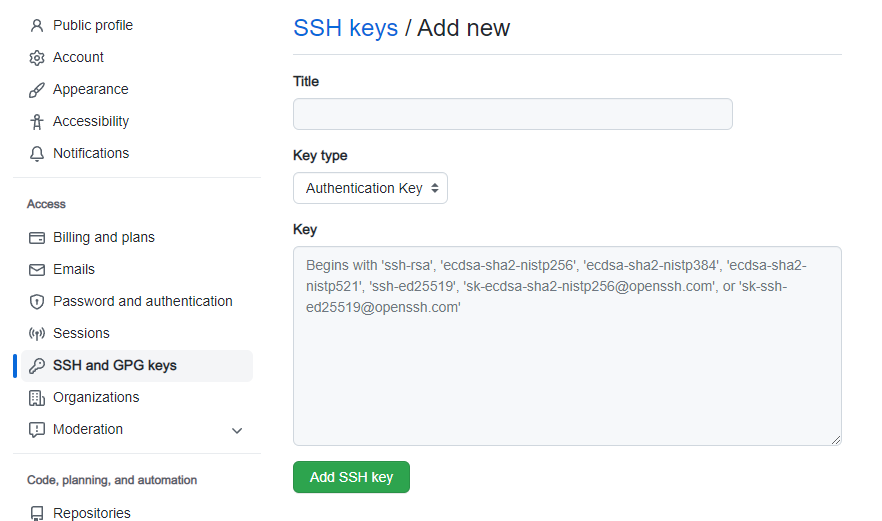 Public profile
Account
Appearance
Accessibility
Notifications
Access
Billing and plans
Emails
Password and authentication
Sessions
SSH and GPG keys
Organizations
Moderation
Code, planning, and automation
Repositories
SSH keys / Add new
Title
Key type
Authentication Key
Key
Begins with 'ssh-rsa', 'ecdsa-sha2-nistp256', 'ecdsa-sha2-nistp384', 'ecdsa-sha2-
nistp521', 'ssh-ed25519', 'sk-ecdsa-sha2-nistp256@openssh.com', or 'sk-ssh-
ed25519@openssh.com'
Add SSH key